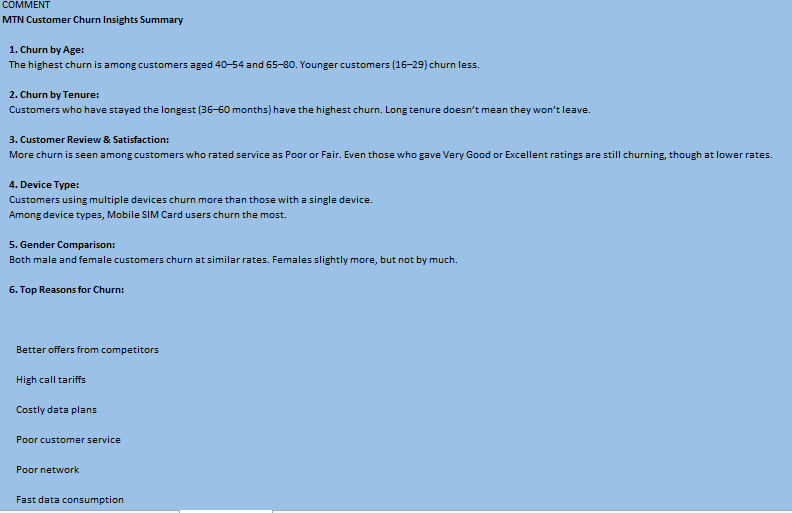 COMMENT
MTN Customer Churn Insights Summary
1. Churn by Age:
The highest churn is among customers aged 40–54 and 65–80. Younger customers (16–29) churn less.
2. Churn by Tenure:
Customers who have stayed the longest (36–60 months) have the highest churn. Long tenure doesn’t mean they won’t leave.
3. Customer Review & Satisfaction:
More churn is seen among customers who rated service as Poor or Fair. Even those who gave Very Good or Excellent ratings are still churning, though at lower rates.
4. Device Type:
Customers using multiple devices churn more than those with a single device.
Among device types, Mobile SIM Card users churn the most.
5. Gender Comparison:
Both male and female customers churn at similar rates. Females slightly more, but not by much.
6. Top Reasons for Churn:
Better offers from competitors
High call tariffs
Costly data plans
Poor customer service
Poor network
Fast data consumption